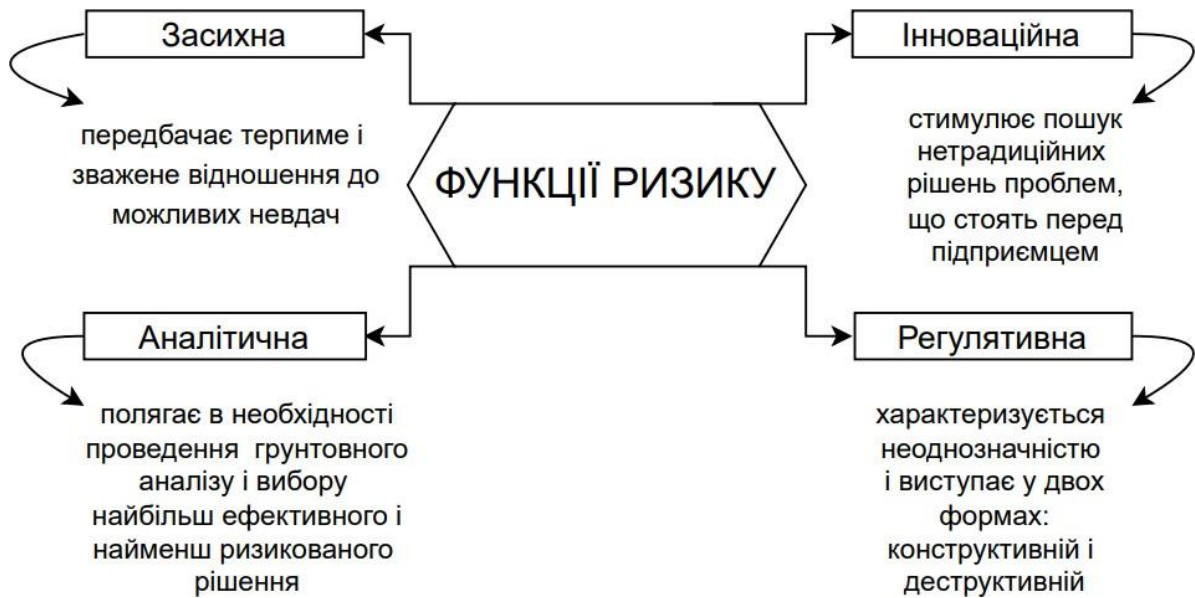 Засихна
передбачає терпиме і
зважене відношення до
можливих невдач
Інноваційна
стимулює пошук
нетрадиційних
рішень проблем,
що стоять перед
підприємцем
ФУНКЦІЇ РИЗИКУ
Аналітична
полягає в необхідності
проведення грунтовного
аналізу і вибору
найбільш ефективного і
найменш ризикованого
рішення
Регулятивна
характеризується
неоднозначністю
і виступає у двох
формах:
конструктивній і
деструктивній